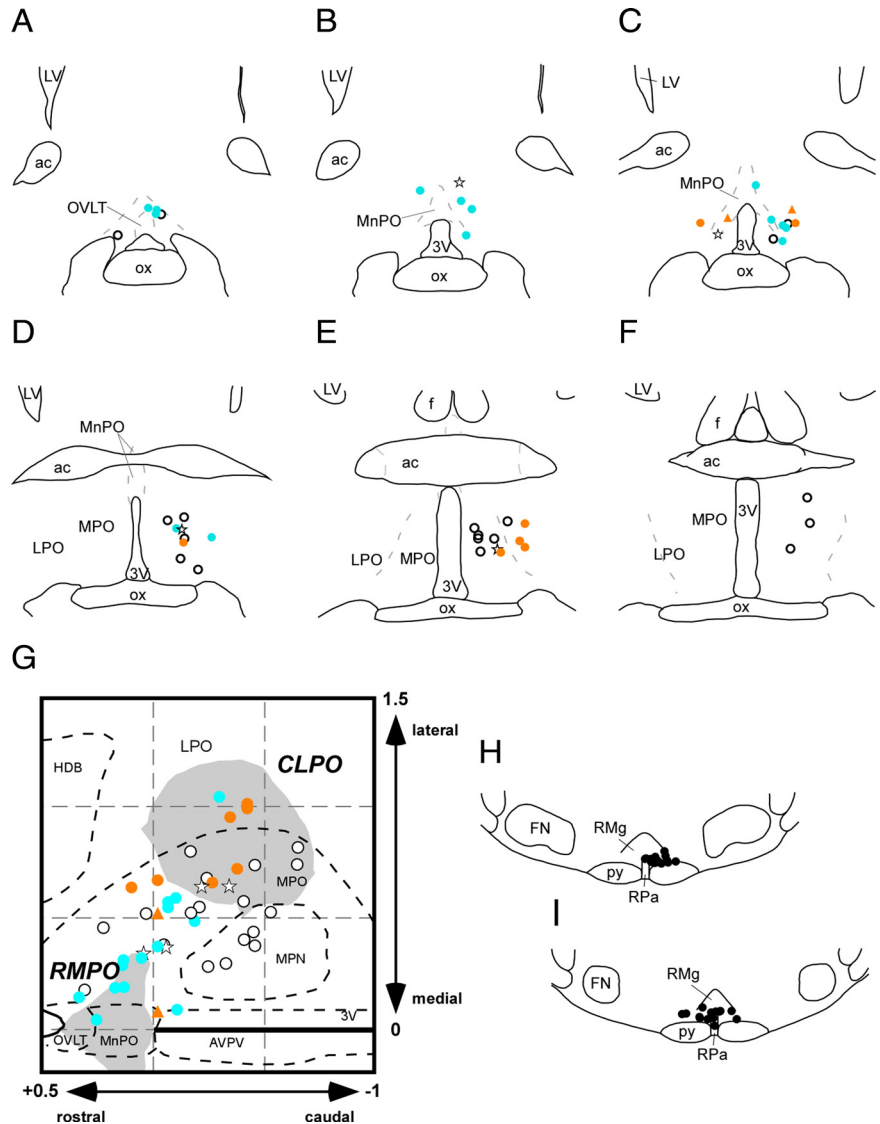 A
B
C
LV
LV
LV
ac
ac
ac
OVLT
MnPO
MnPO
3V
3V
ox
ox
ox
D
E
F
LV
LV
LV
MnPO
f
f
ac
ac
ac
MPO
LPO
3V
ox
LPO
MPO
3V
ox
MPO
3V
LPO
ox
G
1.5
lateral
LPO
CLPO
HDB
MPO
RMPO
MPN
medial
3V
0
OVLT
MnPO
AVPV
+0.5
-1
rostral
caudal
H
FN
RMg
py
RPa
I
FN
RMg
py
RPa